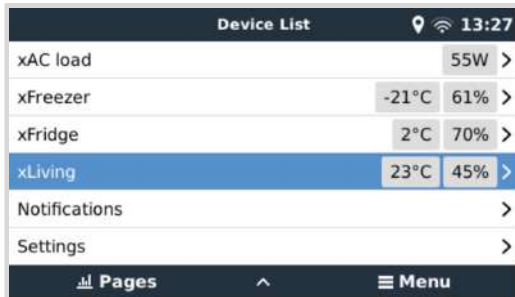 Device List 13:27
xAC load 55W
xFreezer -21°C 61%
xFridge 2°C 70%
xLiving 23°C 45%
Notifications
Settings
Pages Menu